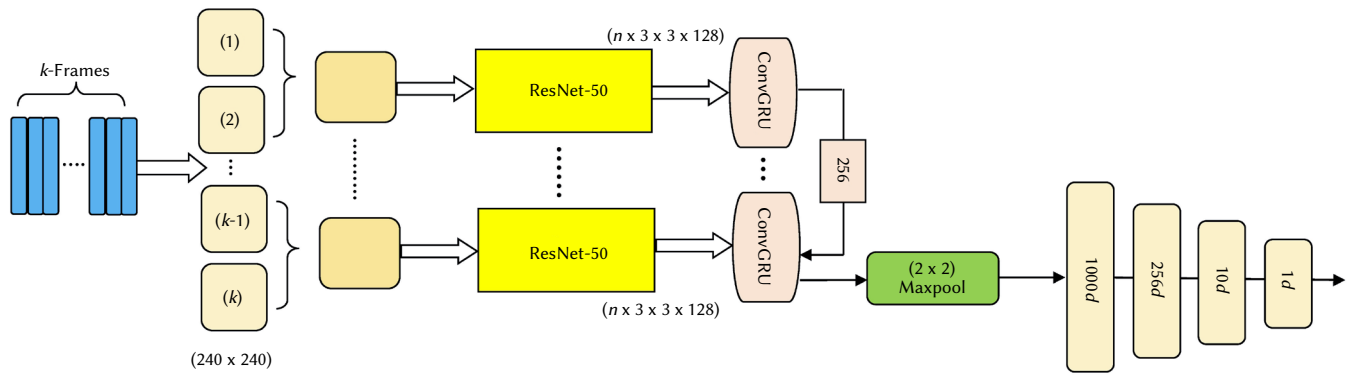 k-Frames
(1)
(2)
(k-1)
(k)
(240 x 240)
ResNet-50
(n x 3 x 3 x 128)
ConvGRU
256
ResNet-50
(n x 3 x 3 x 128)
ConvGRU
(2 x 2)
Maxpool
1000d
256d
10d
1d